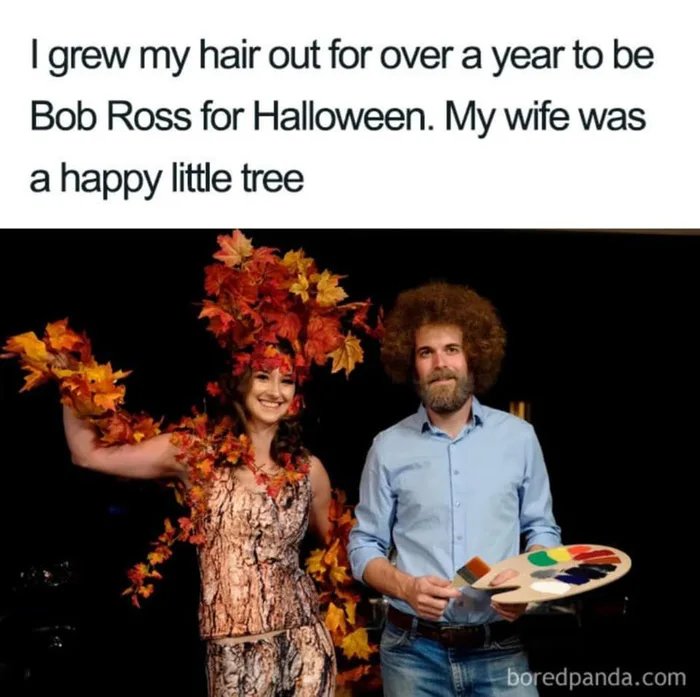 I grew my hair out for over a year to be
Bob Ross for Halloween. My wife was
a happy little tree
boredpanda.com